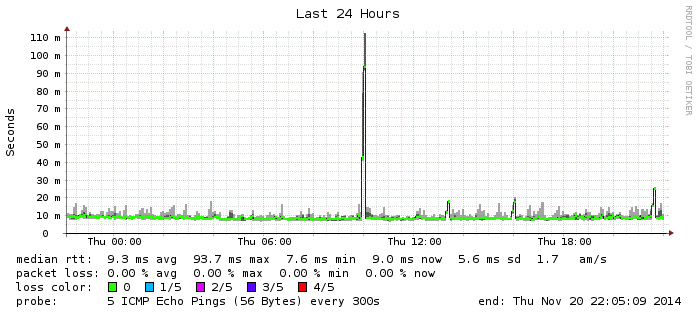 Last 24 Hours
RRDTOOL / TOBI OETIKER
Seconds
110 m
100 m
90 m
80 m
70 m
60 m
50 m
40 m
30 m
20 m
10 m
0
Thu 00:00 Thu 06:00 Thu 12:00 Thu 18:00
median rtt: 9.3 ms avg 93.7 ms max 7.6 ms min 9.0 ms now 5.6 ms sd 1.7 am/s
packet loss: 0.00 % avg 0.00 % max 0.00 % min 0.00 % now
loss color: 0 1/5 2/5 3/5 4/5
probe: 5 ICMP Echo Pings (56 Bytes) every 300s end: Thu Nov 20 22:05:09 2014